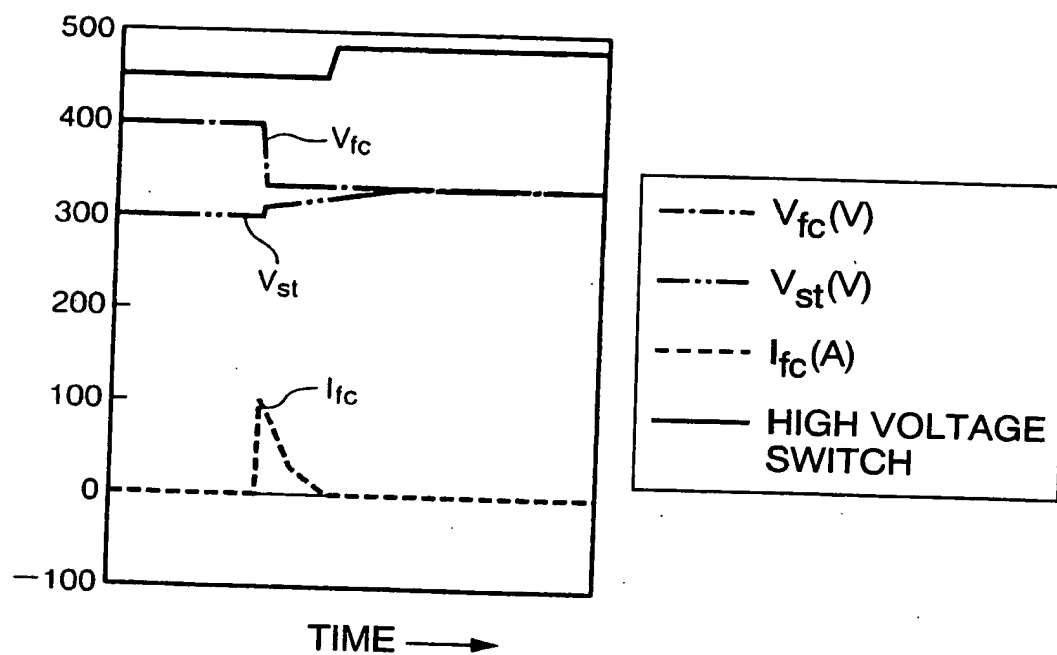 500
400
300
200
100
0
−100
Vfc
Vst
Ifc
TIME
Vfc(V)
Vst(V)
Ifc(A)
HIGH VOLTAGE
SWITCH